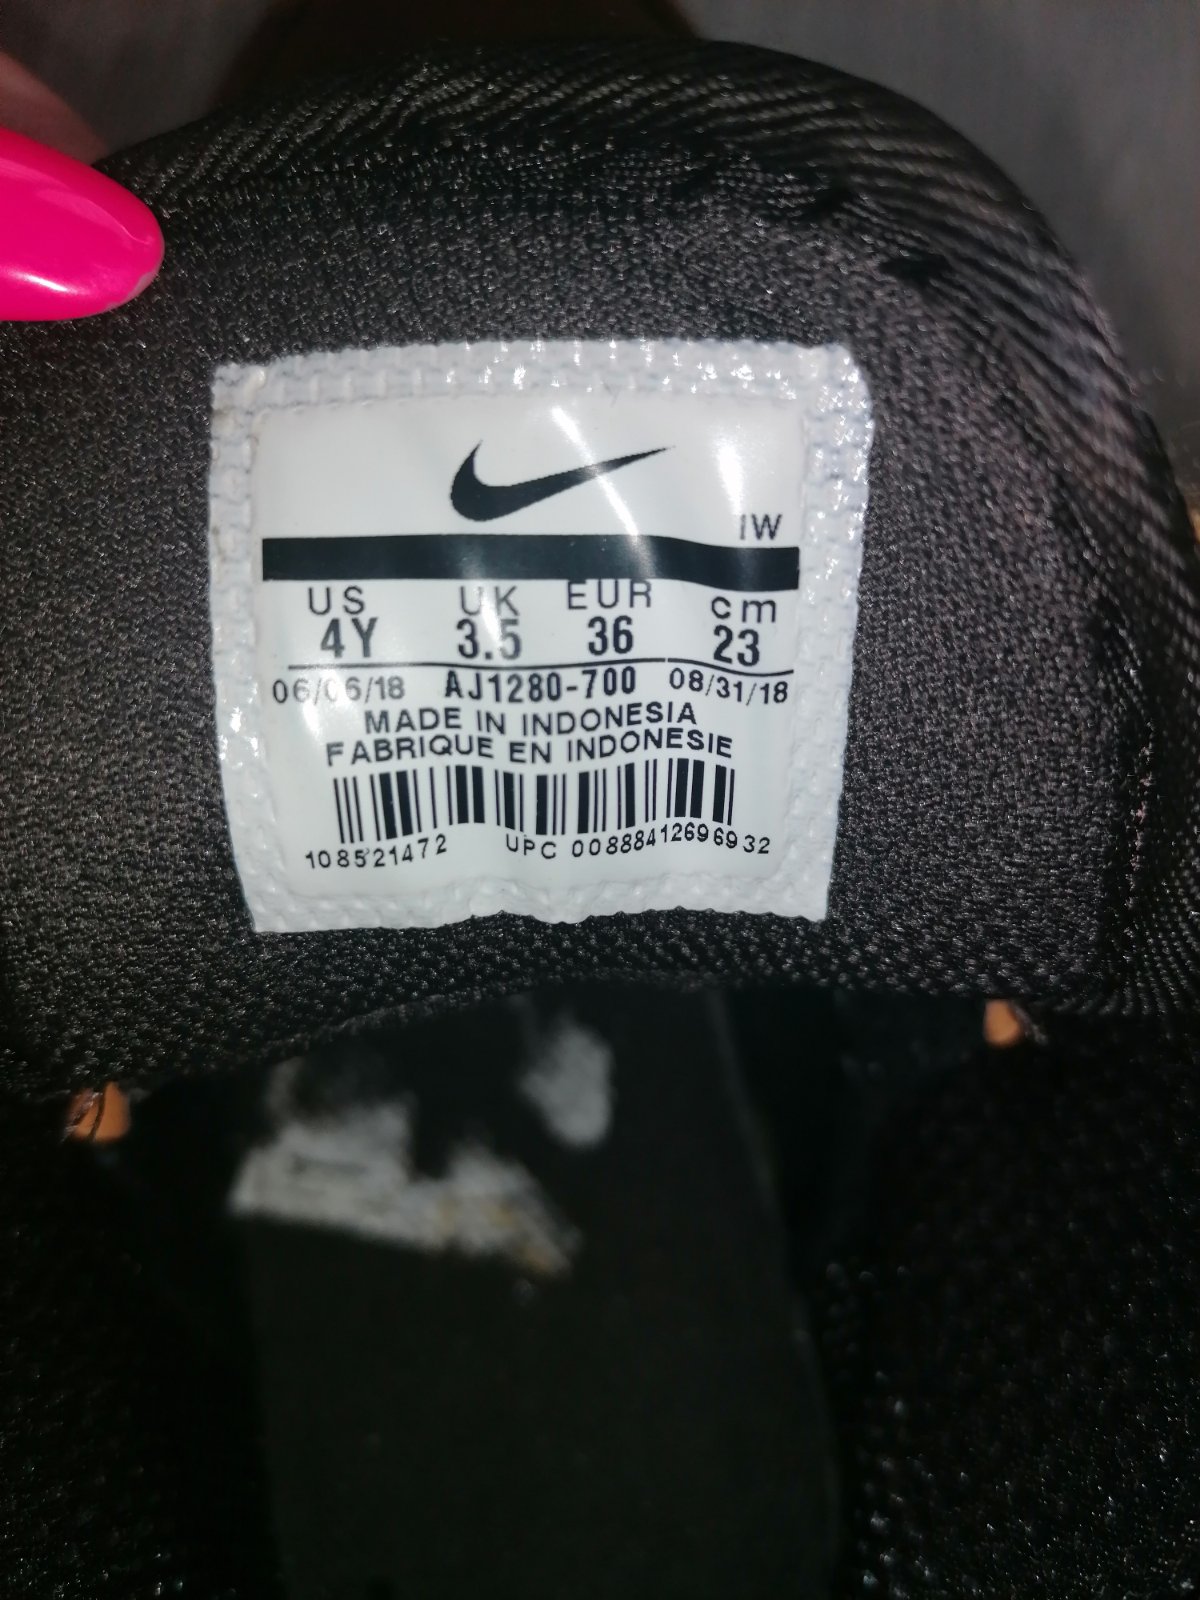 IW
US UK EUR cm
4Y 3.5 36 23
06/06/18 AJ1280-700 08/31/18
MADE IN INDONESIA
FABRIQUE EN INDONESIE
108521472 UPC 00888412696932